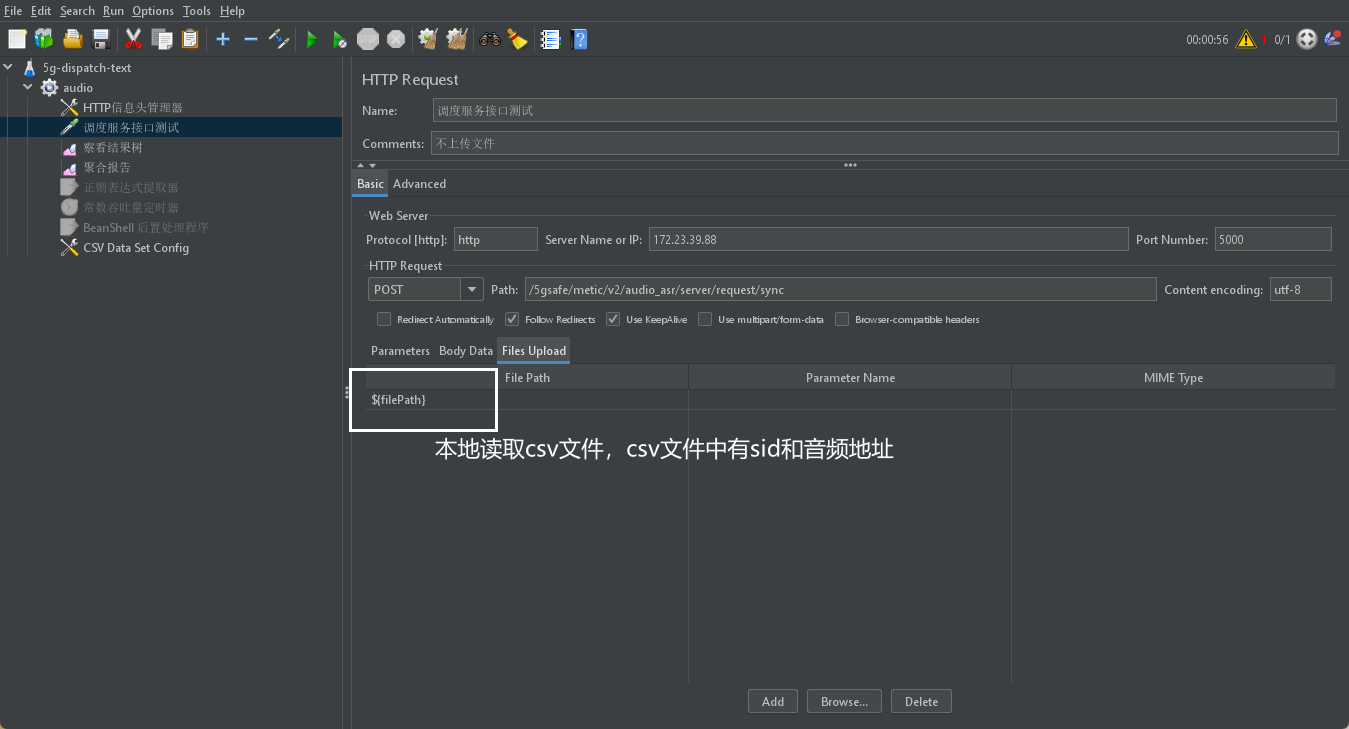 File Edit Search Run Options Tools Help
00:00:56 1 0/1
5g-dispatch-text
audio
HTTP信息头管理器
调度服务接口测试
察看结果树
聚合报告
正则表达式提取器
常数吞吐量定时器
BeanShell 后置处理程序
CSV Data Set Config
HTTP Request
Name: 调度服务接口测试
Comments: 不上传文件
Basic Advanced
Web Server
Protocol [http]: http Server Name or IP: 172.23.39.88 Port Number: 5000
HTTP Request
POST Path: /5gsafe/metic/v2/audio_asr/server/request/sync Content encoding: utf-8
Redirect Automatically Follow Redirects Use KeepAlive Use multipart/form-data Browser-compatible headers
Parameters Body Data Files Upload
File Path Parameter Name MIME Type
${filePath}
本地读取csv文件，csv文件中有sid和音频地址
Add Browse... Delete